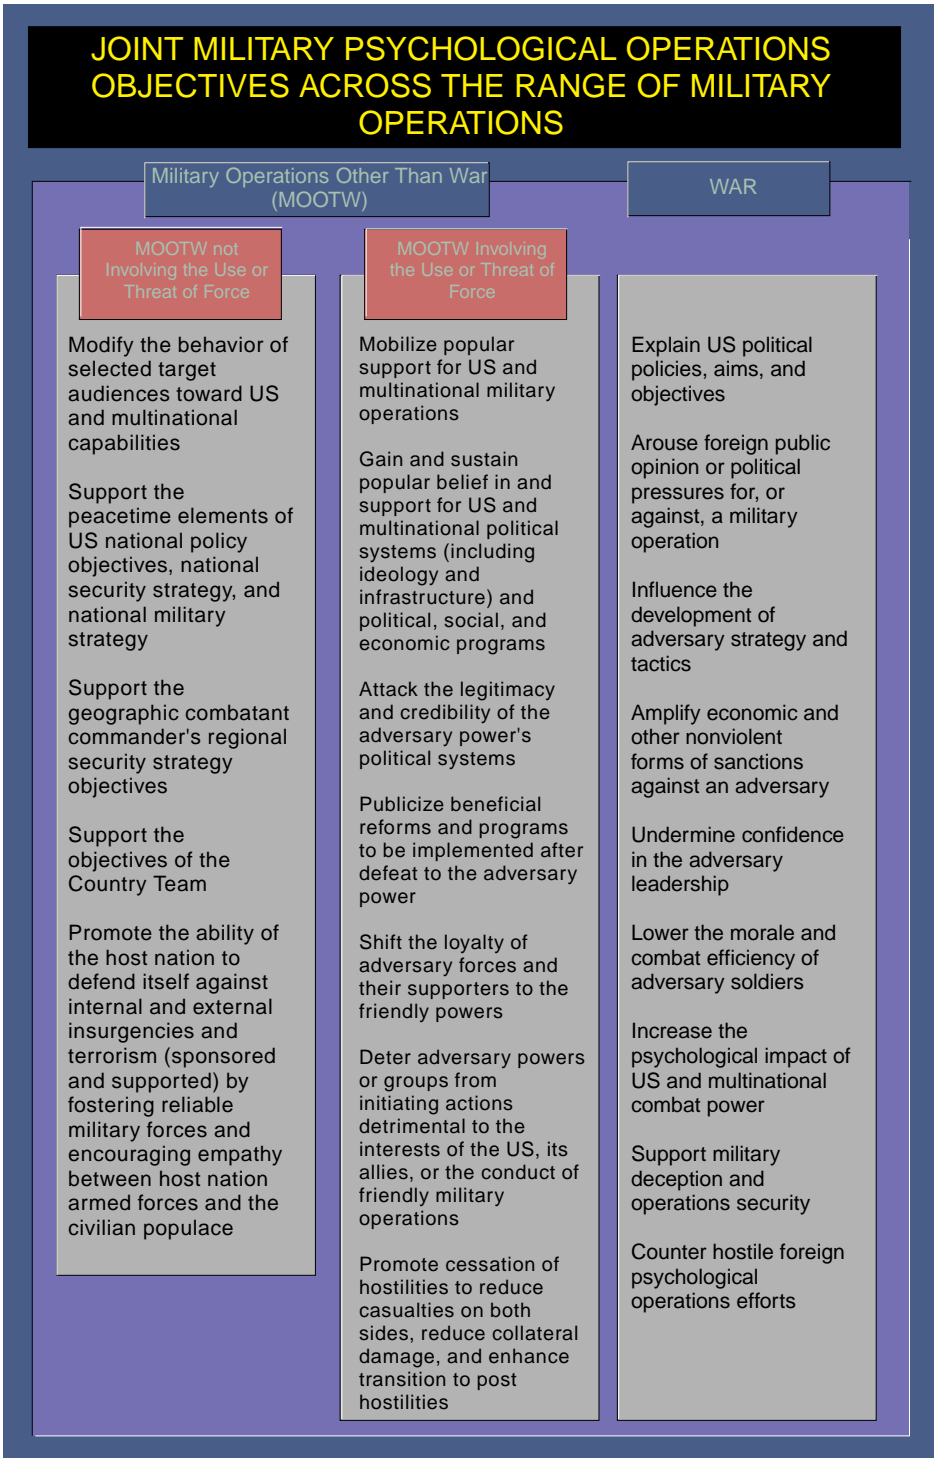 JOINT MILITARY PSYCHOLOGICAL OPERATIONS
OBJECTIVES ACROSS THE RANGE OF MILITARY
OPERATIONS
Military Operations Other Than War
(MOOTW)
WAR
MOOTW not
Involving the Use or
Threat of Force
Modify the behavior of
selected target
audiences toward US
and multinational
capabilities
Support the
peacetime elements of
US national policy
objectives, national
security strategy, and
national military
strategy
Support the
geographic combatant
commander's regional
security strategy
objectives
Support the
objectives of the
Country Team
Promote the ability of
the host nation to
defend itself against
internal and external
insurgencies and
terrorism (sponsored
and supported) by
fostering reliable
military forces and
encouraging empathy
between host nation
armed forces and the
civilian populace
MOOTW Involving
the Use or Threat of
Force
Mobilize popular
support for US and
multinational military
operations
Gain and sustain
popular belief in and
support for US and
multinational political
systems (including
ideology and
infrastructure) and
political, social, and
economic programs
Attack the legitimacy
and credibility of the
adversary power's
political systems
Publicize beneficial
reforms and programs
to be implemented after
defeat to the adversary
power
Shift the loyalty of
adversary forces and
their supporters to the
friendly powers
Deter adversary powers
or groups from
initiating actions
detrimental to the
interests of the US, its
allies, or the conduct of
friendly military
operations
Promote cessation of
hostilities to reduce
casualties on both
sides, reduce collateral
damage, and enhance
transition to post
hostilities
Explain US political
policies, aims, and
objectives
Arouse foreign public
opinion or political
pressures for, or
against, a military
operation
Influence the
development of
adversary strategy and
tactics
Amplify economic and
other nonviolent
forms of sanctions
against an adversary
Undermine confidence
in the adversary
leadership
Lower the morale and
combat efficiency of
adversary soldiers
Increase the
psychological impact of
US and multinational
combat power
Support military
deception and
operations security
Counter hostile foreign
psychological
operations efforts